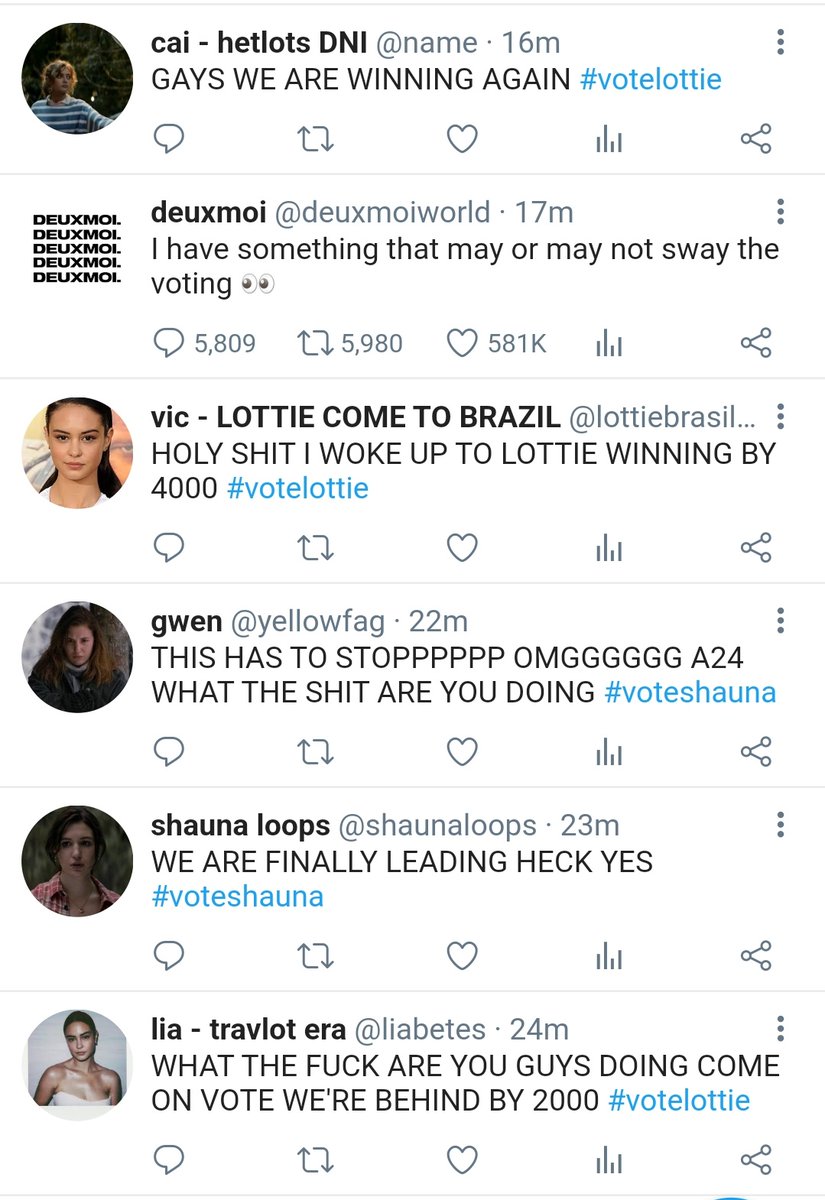 cai - hetlots DNI @name · 16m
GAYS WE ARE WINNING AGAIN #votelottie
DEUXMOI.
DEUXMOI.
DEUXMOI.
DEUXMOI.
DEUXMOI.
deuxmoi @deuxmoiworld · 17m
I have something that may or may not sway the
voting 👀
5,809 5,980 581K
vic - LOTTIE COME TO BRAZIL @lottiebrasil...
HOLY SHIT I WOKE UP TO LOTTIE WINNING BY
4000 #votelottie
gwen @yellowfag · 22m
THIS HAS TO STOPPPPPP OMGGGGGG A24
WHAT THE SHIT ARE YOU DOING #voteshauna
shauna loops @shaunaloops · 23m
WE ARE FINALLY LEADING HECK YES
#voteshauna
lia - travlot era @liabetes · 24m
WHAT THE FUCK ARE YOU GUYS DOING COME
ON VOTE WE'RE BEHIND BY 2000 #votelottie